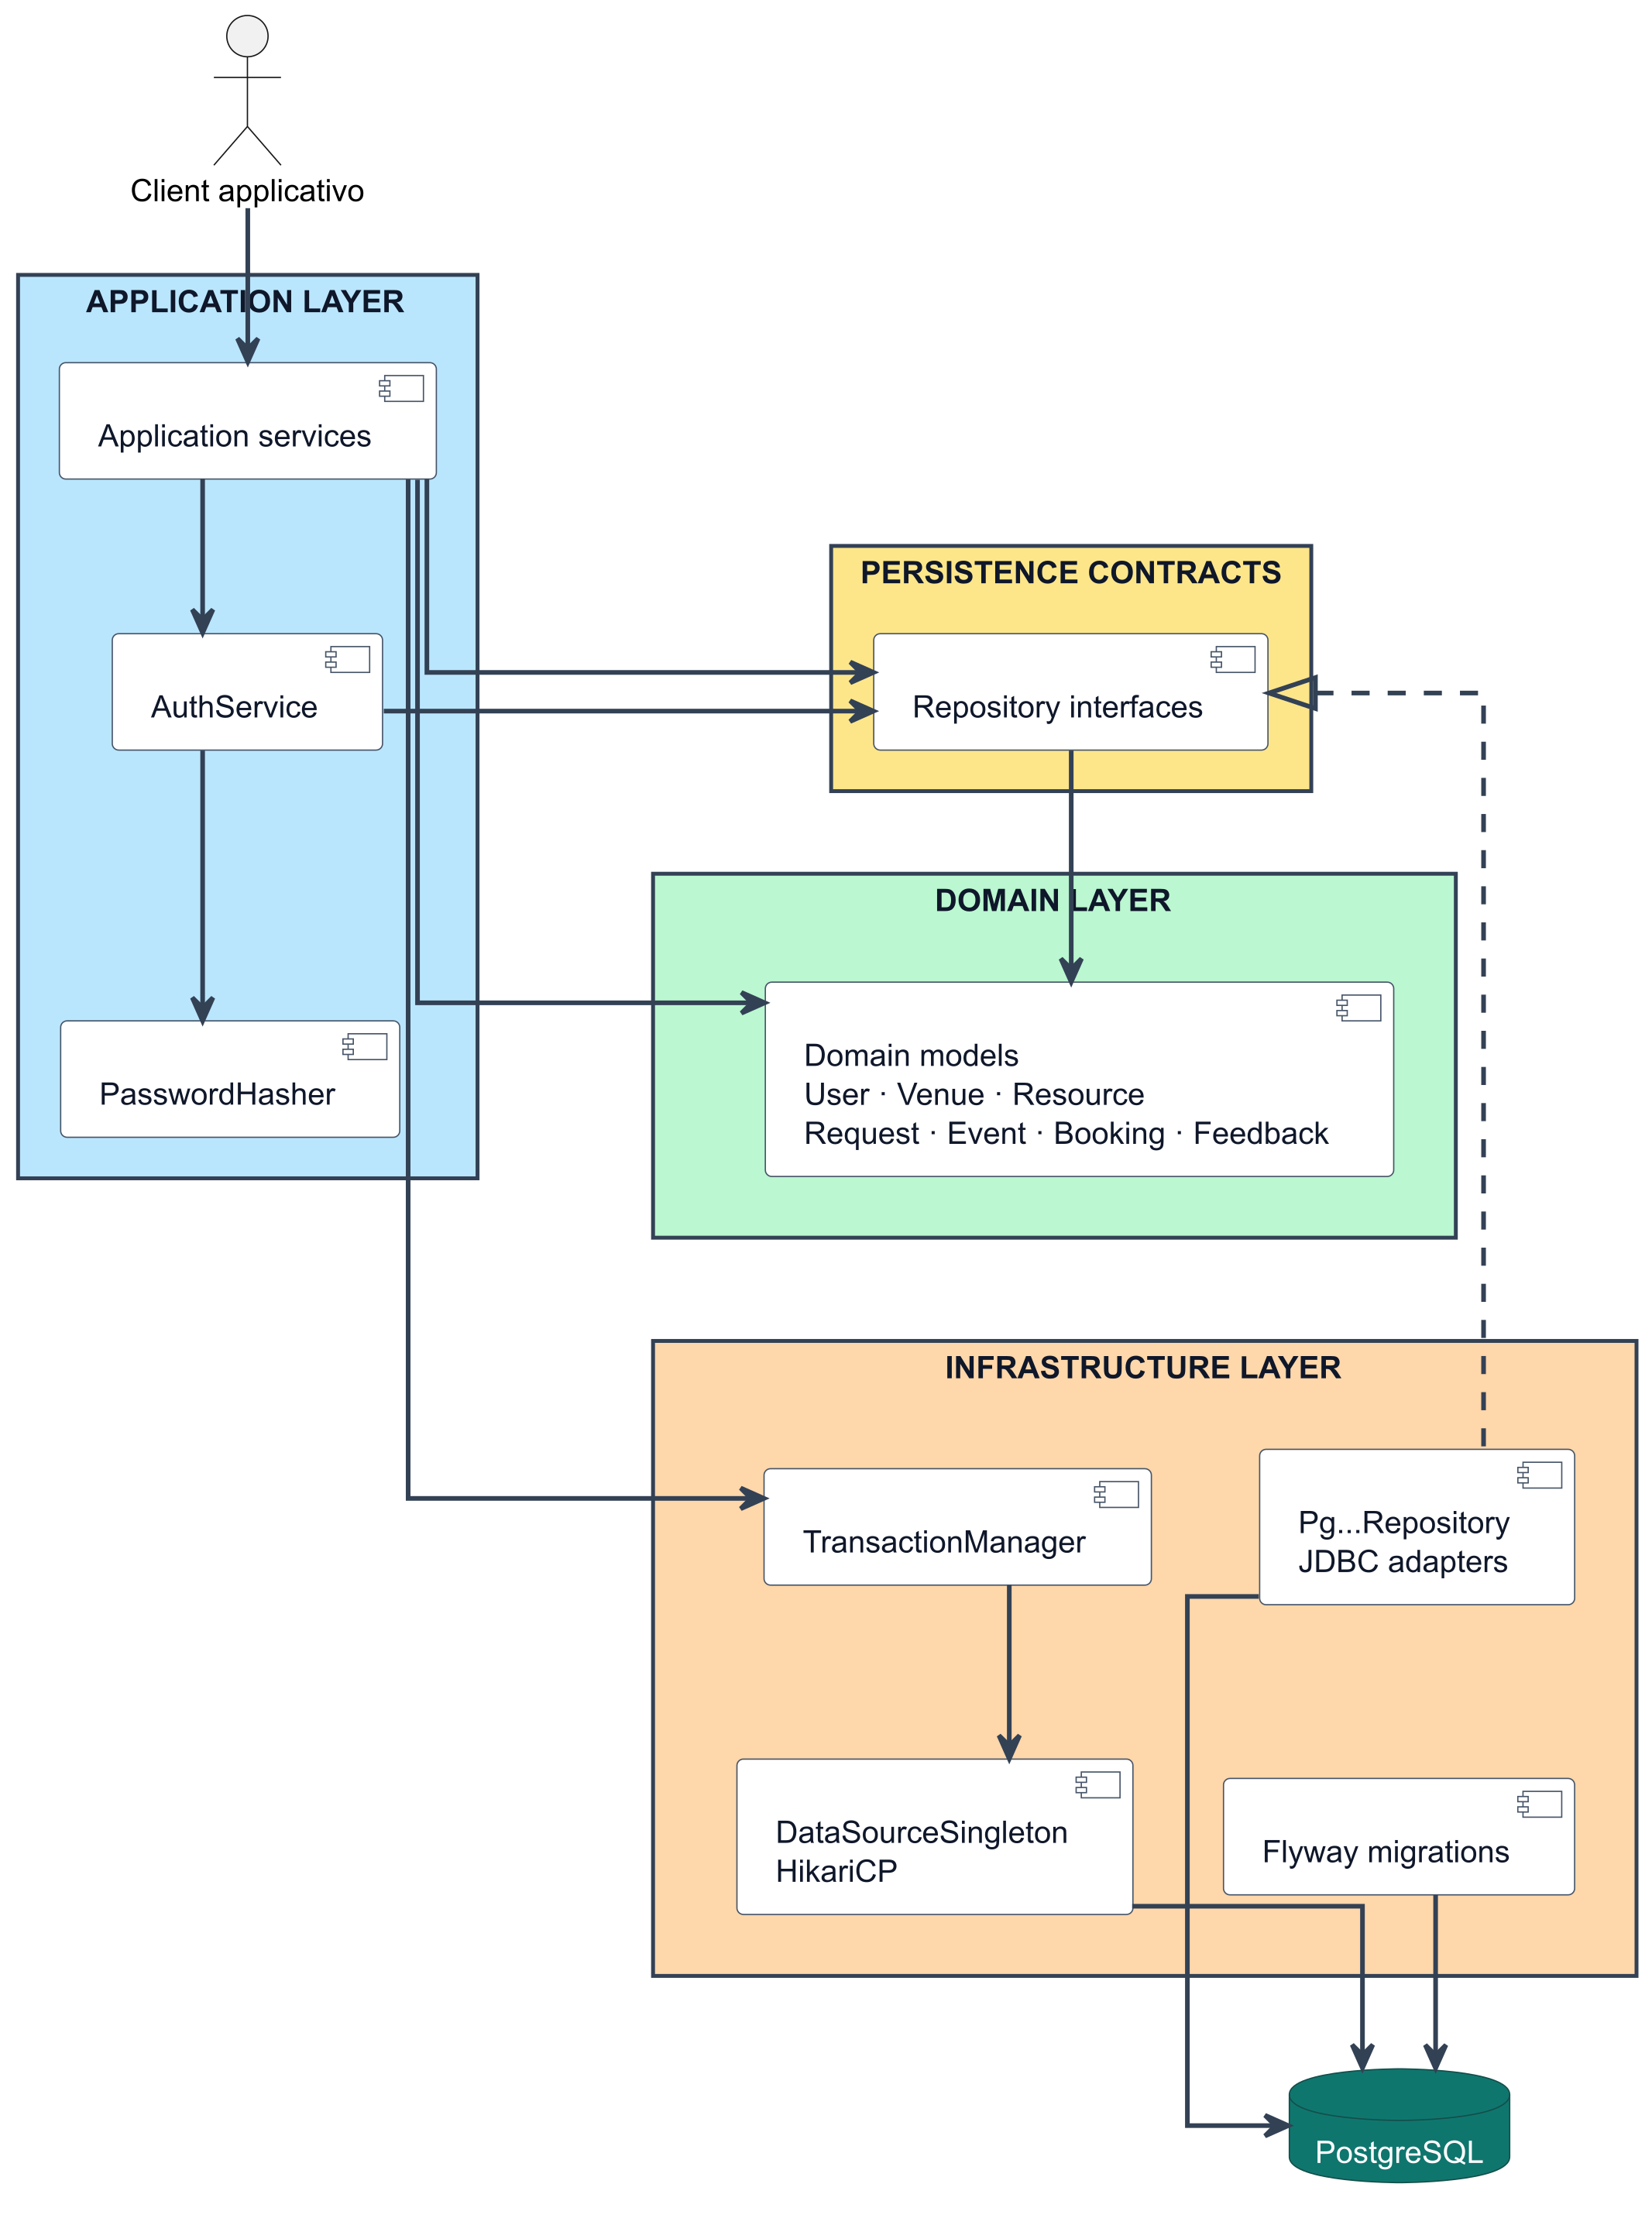 Client applicativo
APPLICATION LAYER
Application services
PERSISTENCE CONTRACTS
AuthService
Repository interfaces
DOMAIN LAYER
PasswordHasher
Domain models
User · Venue · Resource
Request · Event · Booking · Feedback
INFRASTRUCTURE LAYER
TransactionManager
Pg...Repository
JDBC adapters
DataSourceSingleton
HikariCP
Flyway migrations
PostgreSQL